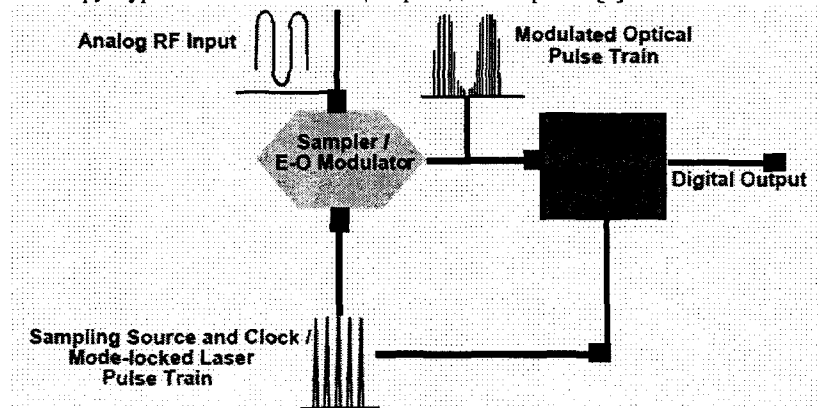 Analog RF Input
Modulated Optical
Pulse Train
Sampler /
E-O Modulator
Digital Output
Sampling Source and Clock /
Mode-locked Laser
Pulse Train